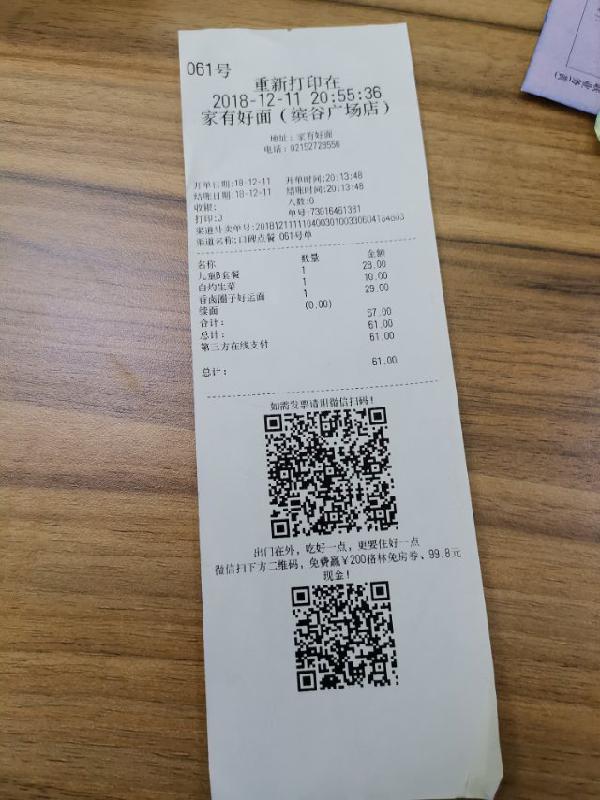 061号
重新打印在
2018-12-11 20:55:36
家有好面（缤谷广场店）
地址：家有好面
电话：02152729558
开单日期:18-12-11 开单时间:20:13:48
结账日期:18-12-11 结账时间:20:13:48
收银: 人数:0
打印:3 单号:73616461381
渠道外卖单号:
渠道名称:口碑点餐 061号单
名称 数量 金额
儿童B套餐 1 23.00
白灼生菜 1 10.00
香卤圈子好运面 1 29.00
续面 (0.00)
合计: 57.00
总计: 61.00
第三方在线支付 61.00
总计: 61.00
如需发票请用微信扫码!
出门在外，吃好一点，更要住好一点
微信扫下方二维码，免费赢￥200格林免房券、99.8元
现金!